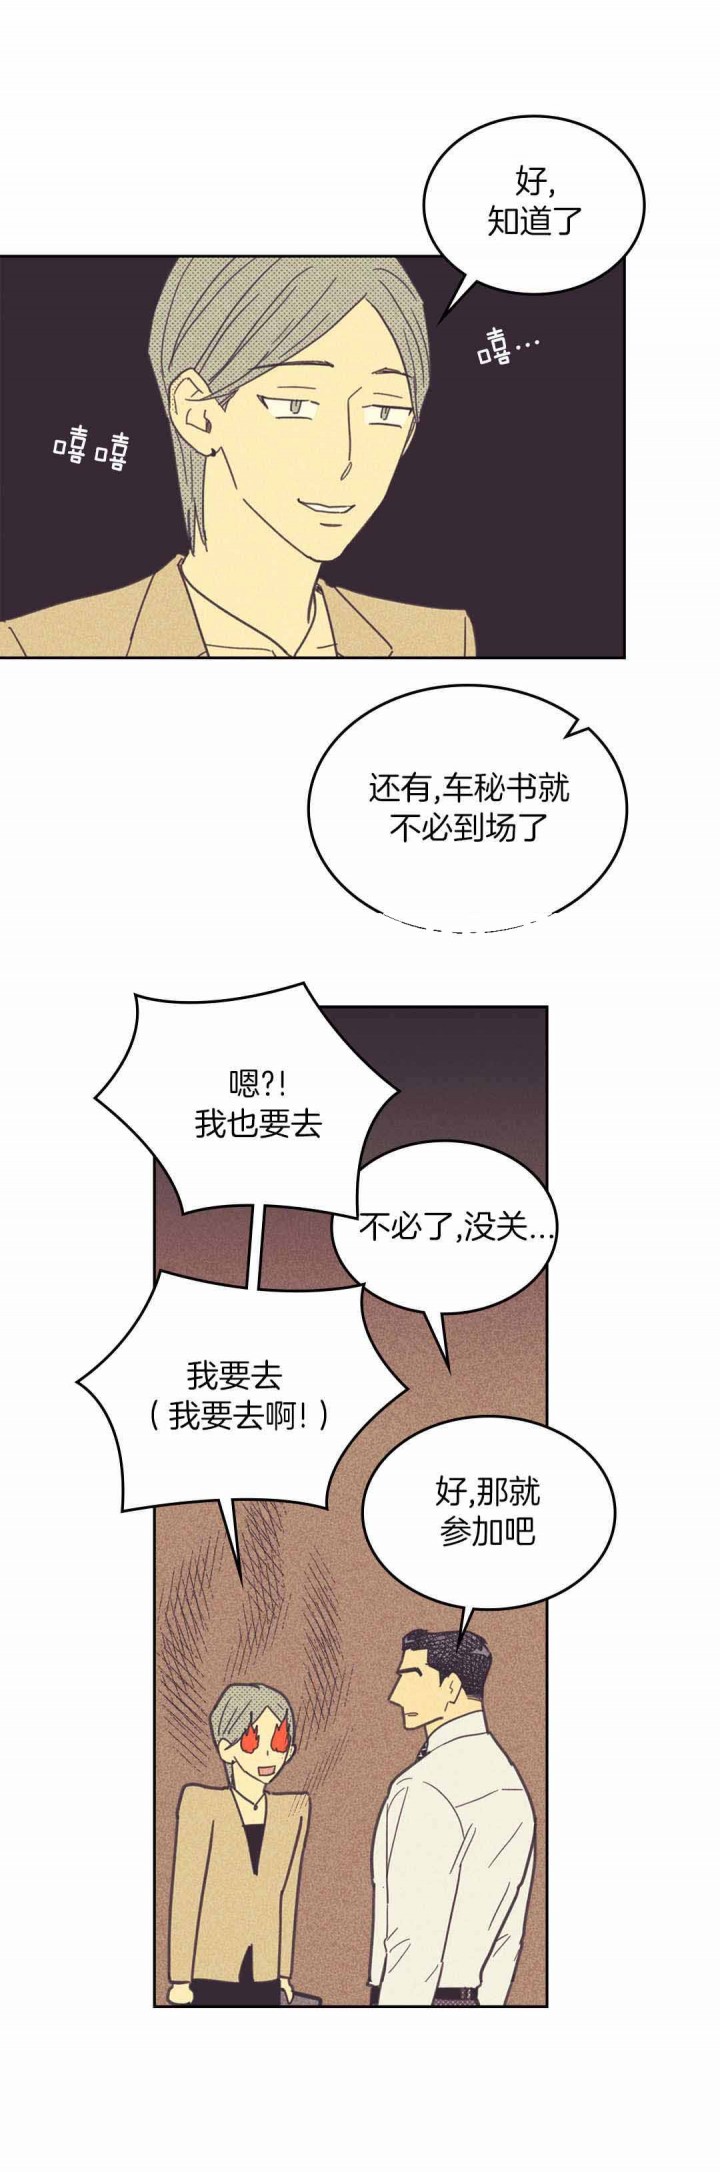 好,
知道了
嘻…
嘻嘻
还有,车秘书就
不必到场了
嗯?!
我也要去
不必了,没关…
我要去
(我要去啊!)
好,那就
参加吧